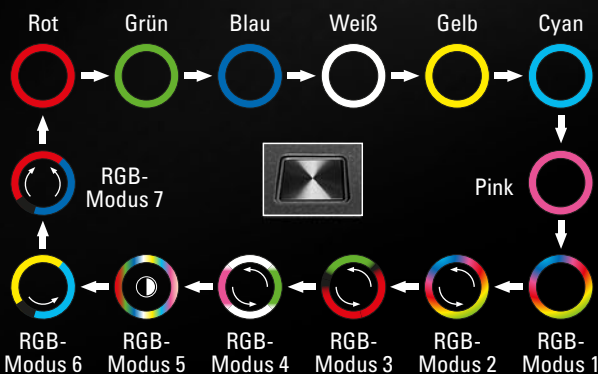 Rot Grün Blau Weiß Gelb Cyan
RGB-
Modus 7
Pink
RGB- RGB- RGB- RGB- RGB- RGB-
Modus 6 Modus 5 Modus 4 Modus 3 Modus 2 Modus 1